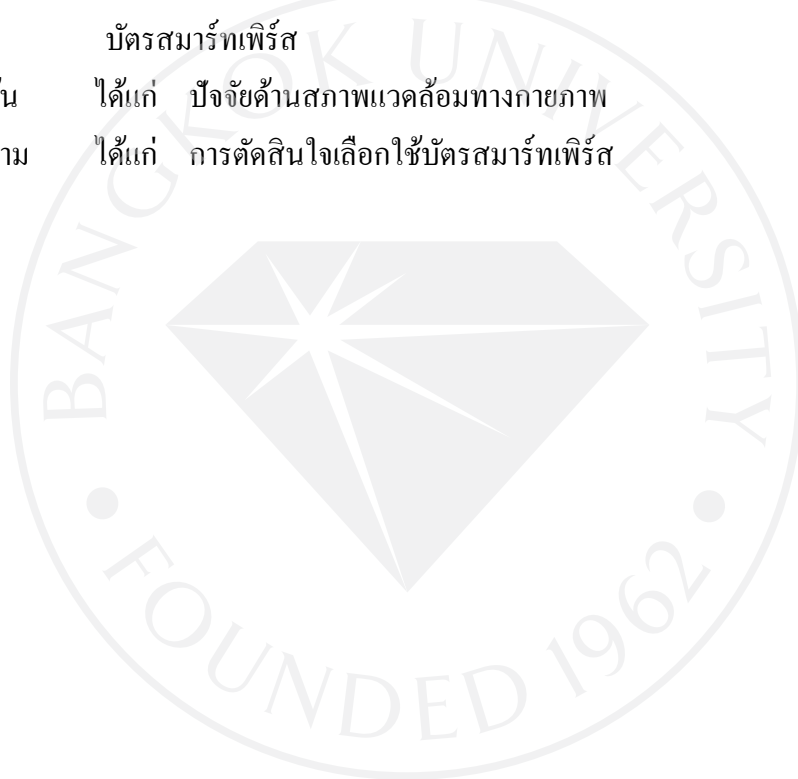 บัตรสมาร์ทเพิร์ส
ได้แก่ ปัจจัยด้านสภาพแวดล้อมทางกายภาพ
ได้แก่ การตัดสินใจเลือกใช้บัตรสมาร์ทเพิร์ส
BANGKOK UNIVERSITY
• FOUNDED 1962 •